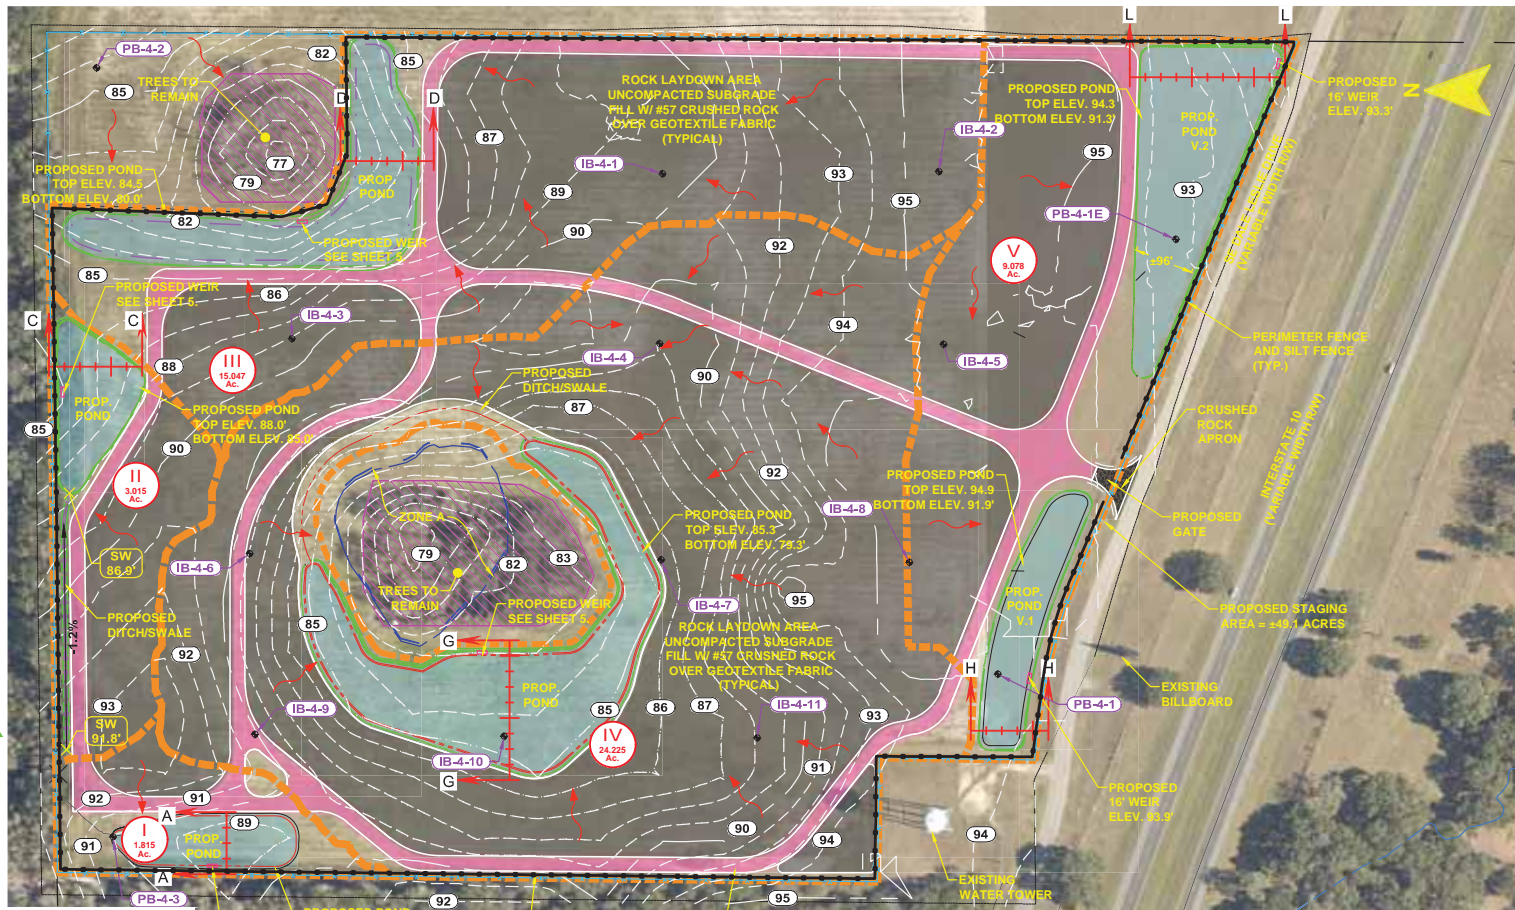 L
L
PB-4-2
82
85
TREES TO
REMAIN
85
D
D
ROCK LAYDOWN AREA
UNCOMPACTED SUBGRADE
FILL W/ #57 CRUSHED ROCK
OVER GEOTEXTILE FABRIC
(TYPICAL)
PROPOSED POND
TOP ELEV. 94.3
BOTTOM ELEV. 91.3'
PROPOSED
16' WEIR
ELEV. 93.3'
N
PROP.
POND
V.2
87
IB-4-2
95
77
79
IB-4-1
93
93
PROPOSED POND
TOP ELEV. 84.5
BOTTOM ELEV. 80.0'
PROP.
POND
89
95
PB-4-1E
82
90
92
PROPOSED WEIR
SEE SHEET 5
V
9.078
Ac.
±96'
(VARIABLE WIDTH R/W)
85
PROPOSED WEIR
SEE SHEET 5.
86
IB-4-3
94
C
C
IB-4-4
IB-4-5
PERIMETER FENCE
AND SILT FENCE
(TYP.)
III
15.047
Ac.
88
PROPOSED
DITCH/SWALE
90
PROP.
POND
PROPOSED POND
TOP ELEV. 88.0'
BOTTOM ELEV. 85.0'
87
CRUSHED
ROCK
APRON
85
90
INTERSTATE 10
(VARIABLE WIDTH R/W)
II
3.015
Ac.
92
PROPOSED POND
TOP ELEV. 94.9
BOTTOM ELEV. 91.9'
IB-4-8
ZONE A
PROPOSED POND
TOP ELEV. 85.3
BOTTOM ELEV. 79.3'
PROPOSED
GATE
SW
86.9'
IB-4-6
79
82
83
TREES TO
REMAIN
95
PROP.
POND
V.1
PROPOSED
DITCH/SWALE
-1.2%
85
PROPOSED WEIR
SEE SHEET 5.
IB-4-7
PROPOSED STAGING
AREA = ±49.1 ACRES
G
ROCK LAYDOWN AREA
UNCOMPACTED SUBGRADE
FILL W/ #57 CRUSHED ROCK
OVER GEOTEXTILE FABRIC
(TYPICAL)
92
H
H
PROP.
POND
EXISTING
BILLBOARD
93
SW
91.8'
IB-4-9
85
86
87
IB-4-11
93
PB-4-1
IV
24.225
Ac.
IB-4-10
G
91
92
91
PROPOSED
16' WEIR
ELEV. 93.9'
A
89
I
1.815
Ac.
PROP.
POND
91
90
94
94
A
PB-4-3
EXISTING
WATER TOWER
92
95
PROPOSED POND